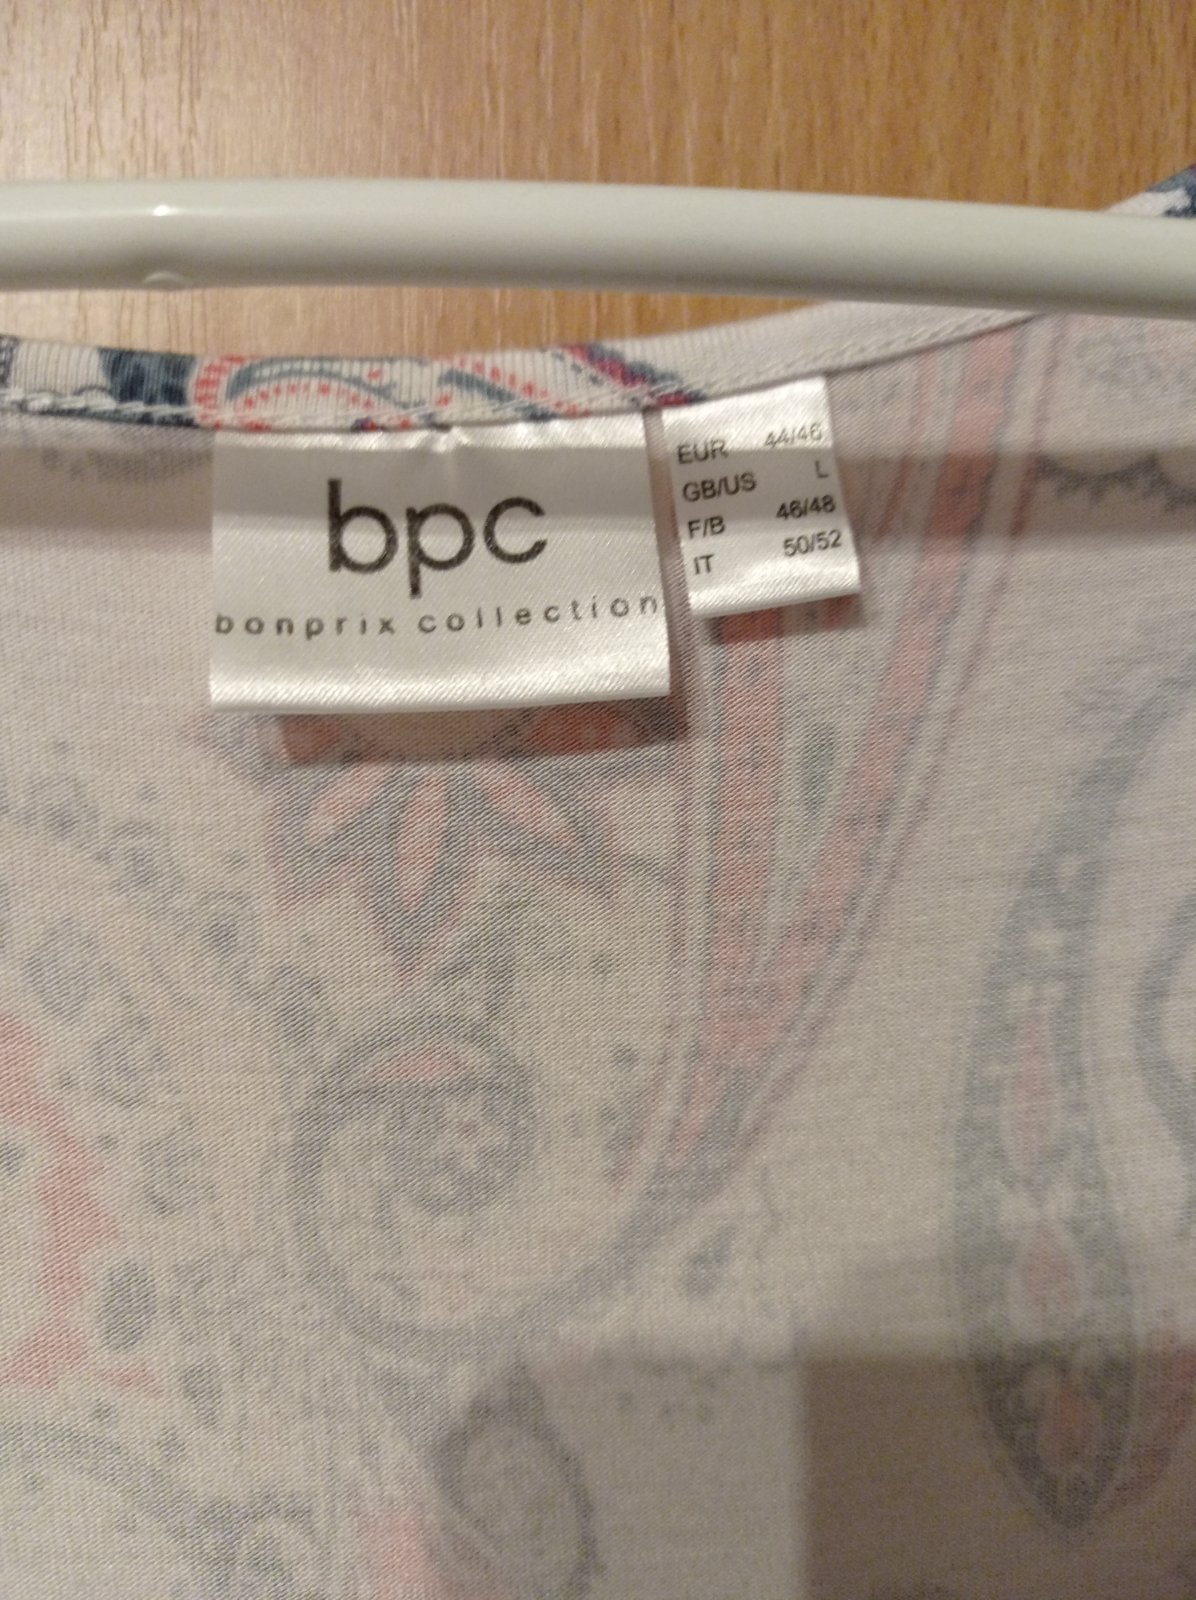 bpc
bonprix collection
EUR 44/46
GB/US L
F/B 46/48
IT 50/52